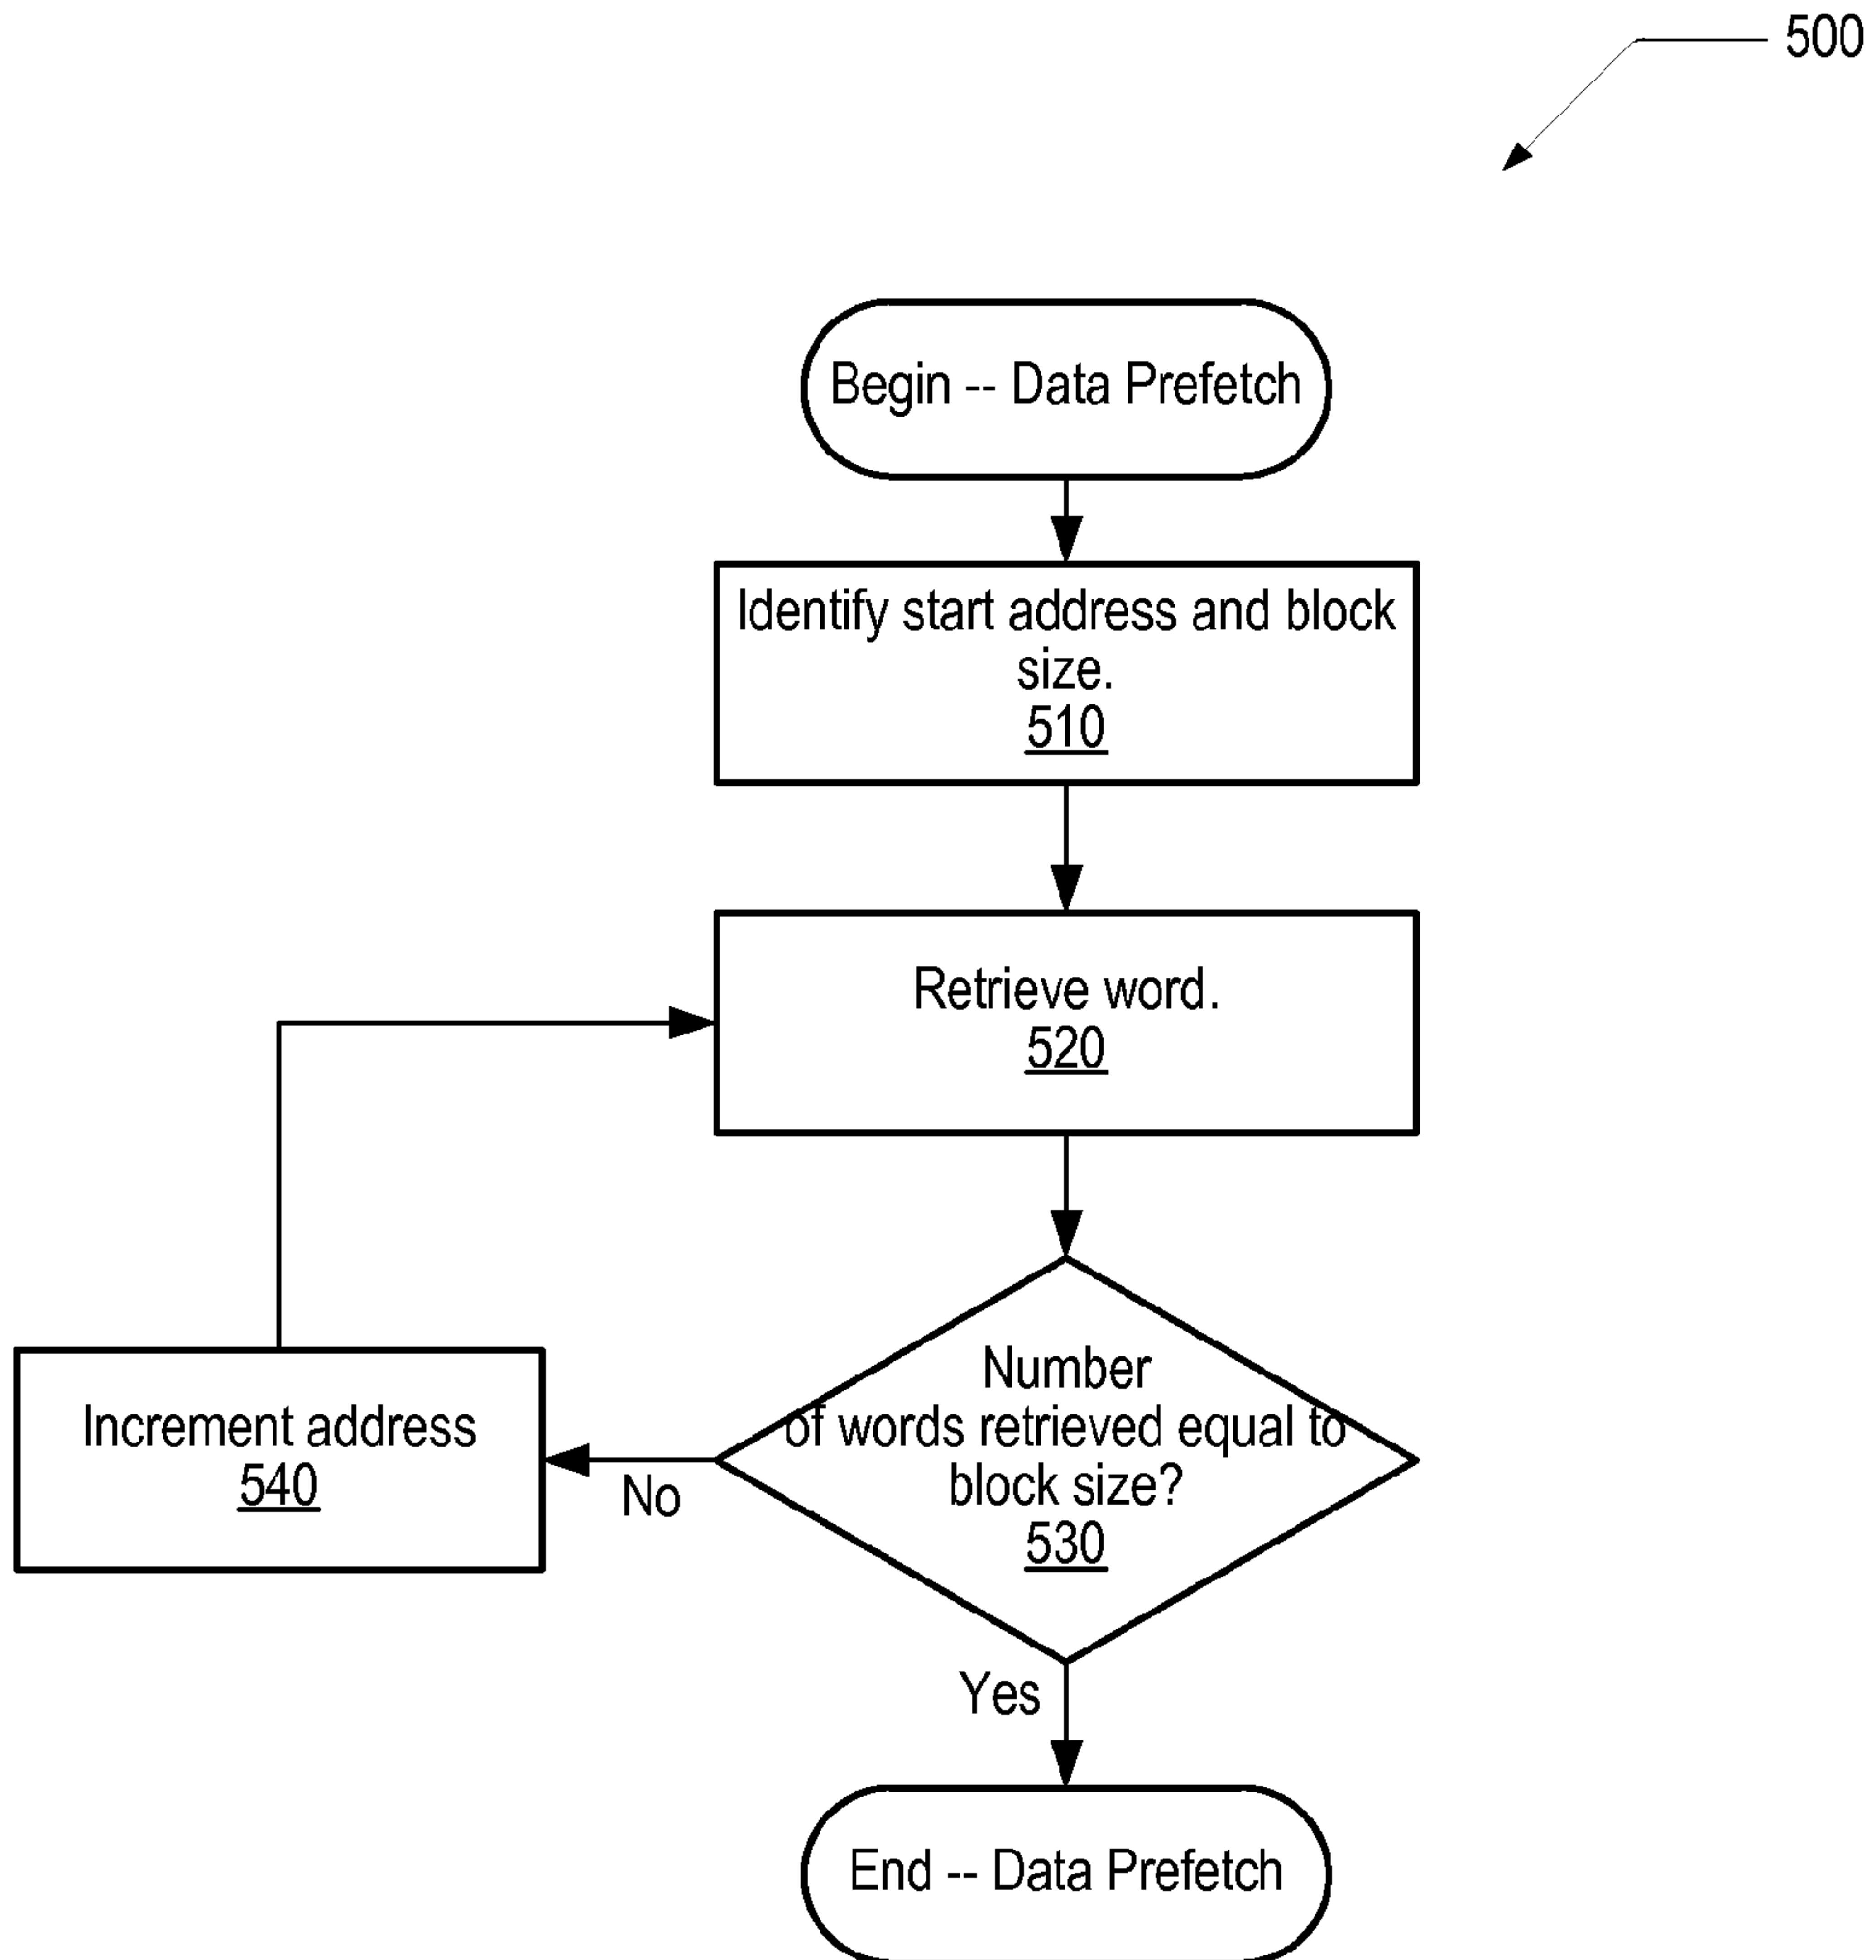 500
Begin -- Data Prefetch
Identify start address and block
size.
510
Retrieve word.
520
Number
of words retrieved equal to
block size?
530
No
Increment address
540
Yes
End -- Data Prefetch